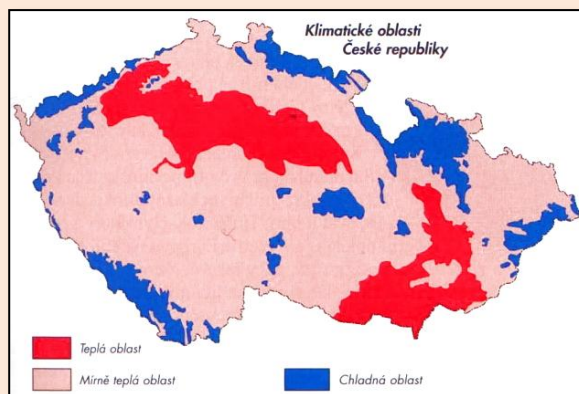 Klimatické oblasti
České republiky
Teplá oblast
Mírně teplá oblast
Chladná oblast